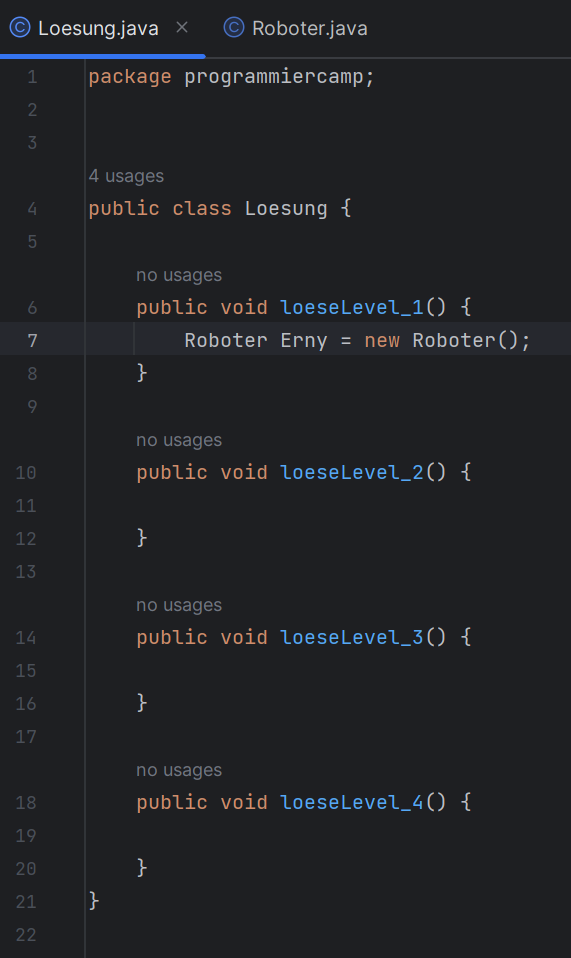 Loesung.java × Roboter.java
1 package programmiercamp;
2
3
4 usages
4 public class Loesung {
5
no usages
6 public void loeseLevel_1() {
7 Roboter Erny = new Roboter();
8 }
9
no usages
10 public void loeseLevel_2() {
11
12 }
13
no usages
14 public void loeseLevel_3() {
15
16 }
17
no usages
18 public void loeseLevel_4() {
19
20 }
21 }
22